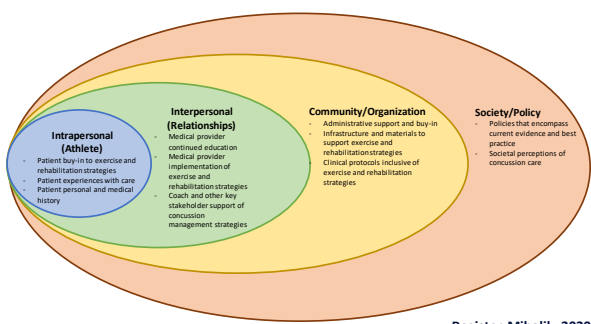 Intrapersonal
(Athlete)
- Patient buy-in to exercise and
rehabilitation strategies
- Patient experiences with care
- Patient personal and medical
history
Interpersonal
(Relationships)
- Medical provider
continued education
- Medical provider
implementation of
exercise and
rehabilitation strategies
- Coach and other key
stakeholder support of
concussion
management strategies
Community/Organization
- Administrative support and buy-in
- Infrastructure and materials to
support exercise and
rehabilitation strategies
- Clinical protocols inclusive of
exercise and rehabilitation
strategies
Society/Policy
- Policies that encompass
current evidence and best
practice
- Societal perceptions of
concussion care